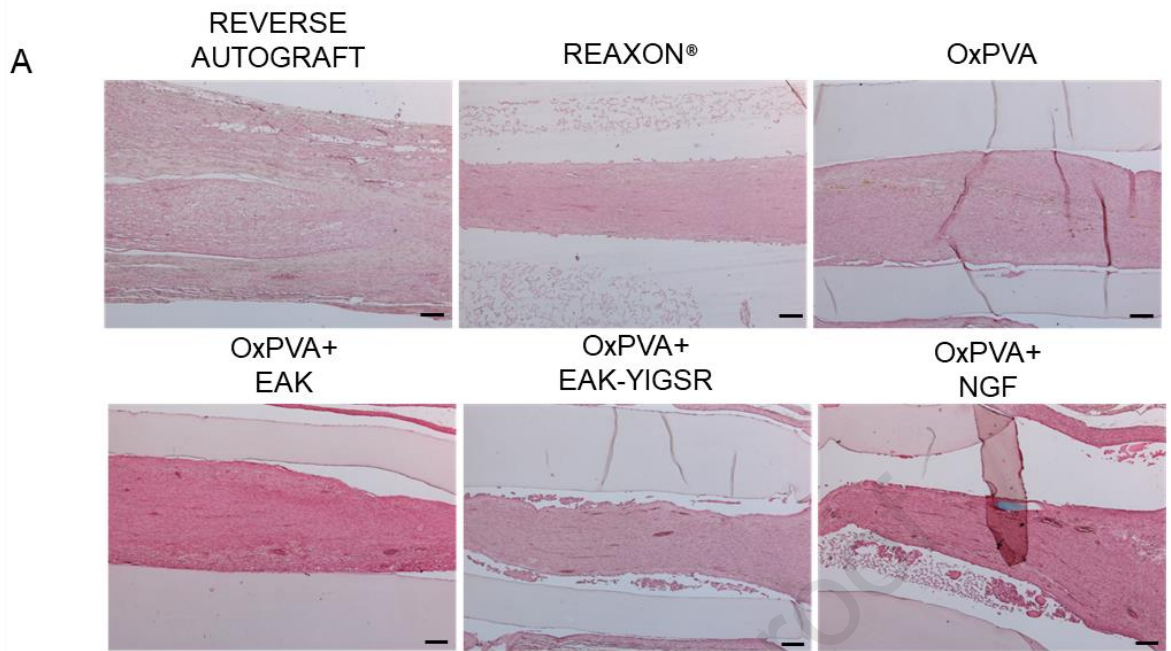 A
REVERSE
AUTOGRAFT
REAXON®
OxPVA
OxPVA+
EAK
OxPVA+
EAK-YIGSR
OxPVA+
NGF